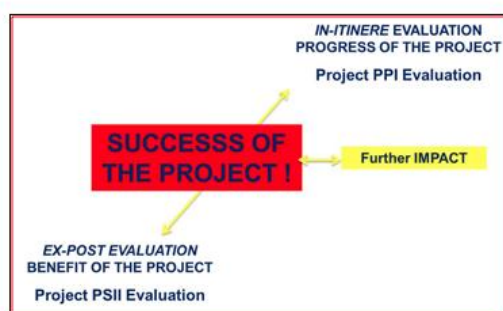 IN-ITINERE EVALUATION
PROGRESS OF THE PROJECT
Project PPI Evaluation
SUCCESSS OF
THE PROJECT !
Further IMPACT
EX-POST EVALUATION
BENEFIT OF THE PROJECT
Project PSII Evaluation